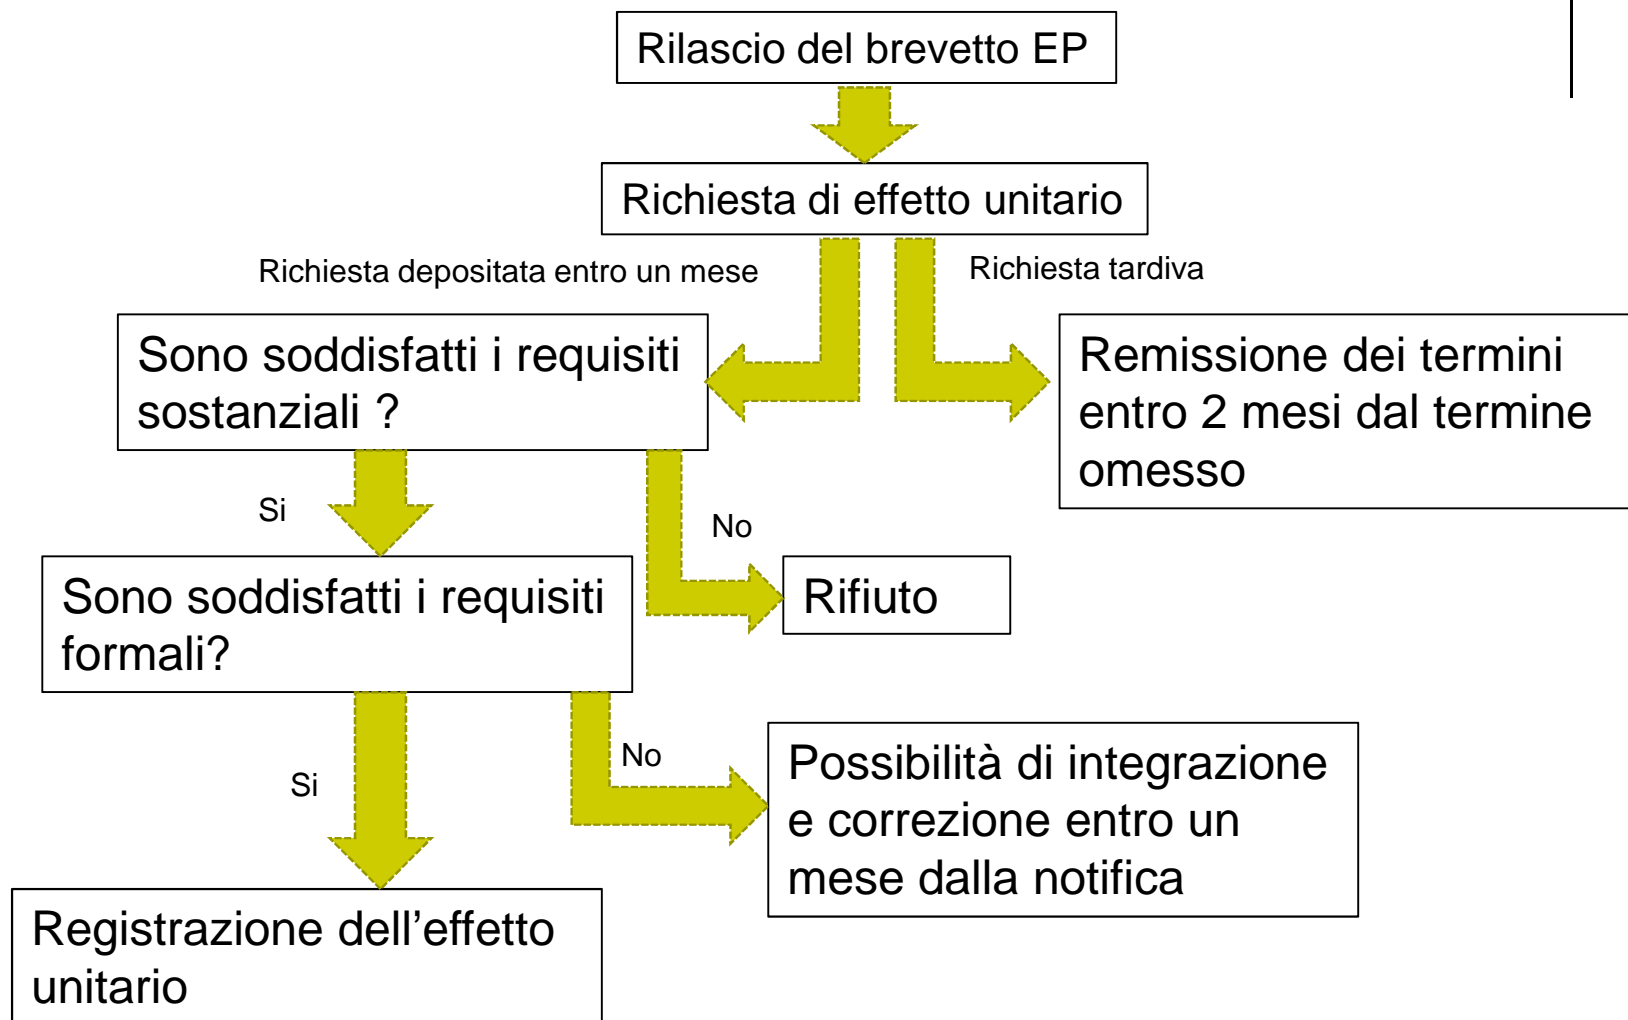 Rilascio del brevetto EP
Richiesta di effetto unitario
Richiesta depositata entro un mese
Richiesta tardiva
Sono soddisfatti i requisiti
sostanziali ?
Remissione dei termini
entro 2 mesi dal termine
omesso
Si
No
Sono soddisfatti i requisiti
formali?
Rifiuto
Si
No
Possibilità di integrazione
e correzione entro un
mese dalla notifica
Registrazione dell’effetto
unitario